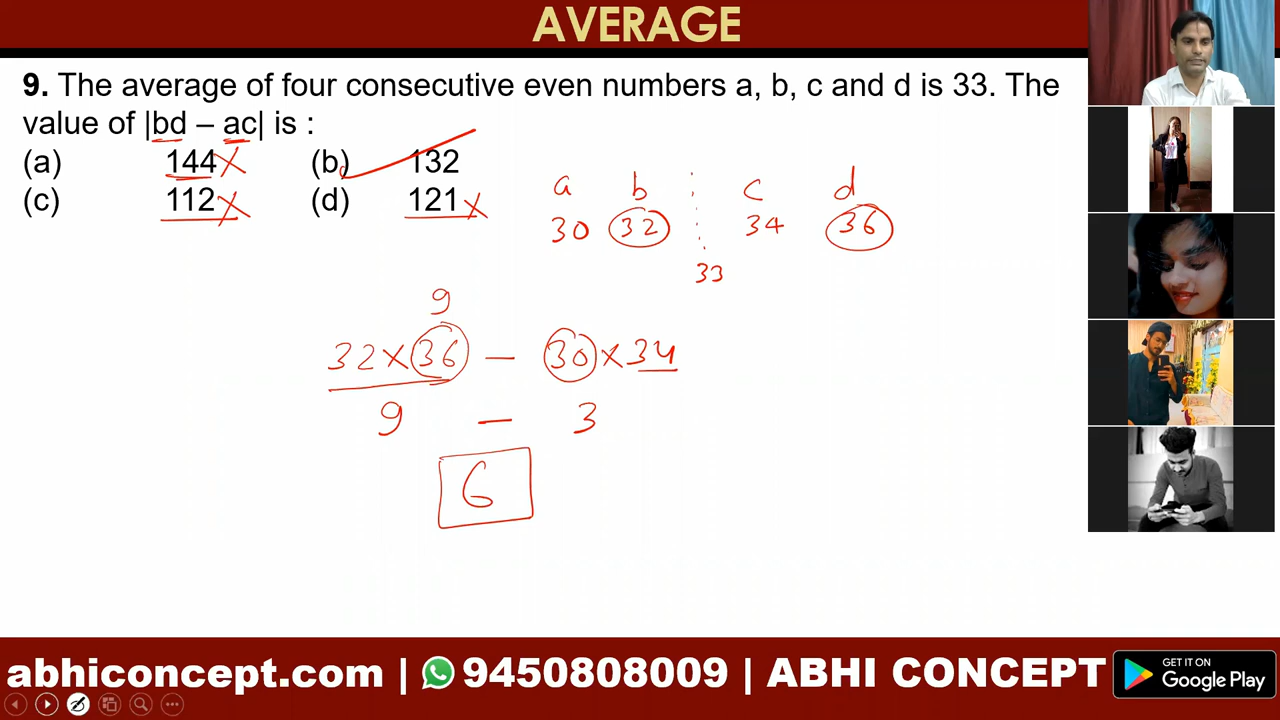 AVERAGE
9. The average of four consecutive even numbers a, b, c and d is 33. The
value of |bd – ac| is :
(a) 144 (b) 132
(c) 112 (d) 121
a b c d
30 32 34 36
33
9
32×36 – 30×34
9 – 3
6
abhiconcept.com | 9450808009 | ABHI CONCEPT
GET IT ON
Google Play